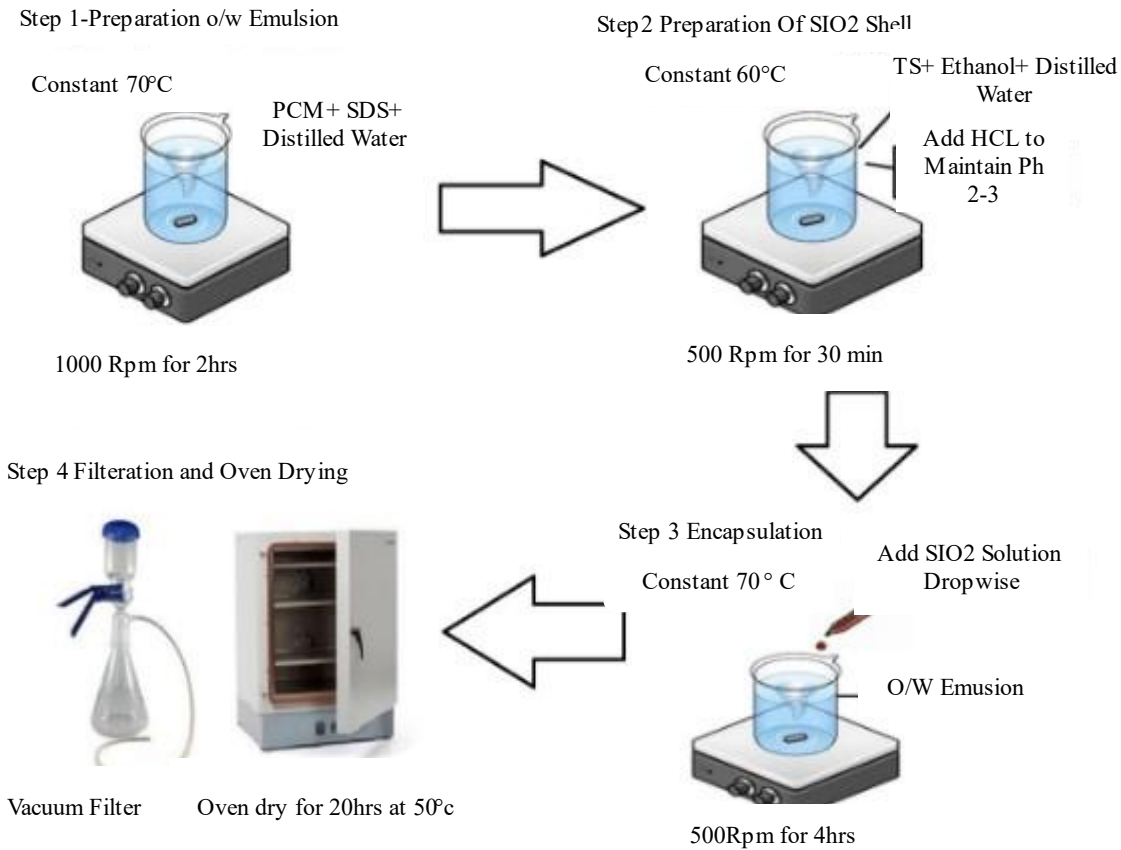 Step 1-Preparation o/w Emulsion
Constant 70°C
PCM+ SDS+
Distilled Water
1000 Rpm for 2hrs
Step2 Preparation Of SIO2 Shell
Constant 60°C
TS+ Ethanol+ Distilled
Water
Add HCL to
Maintain Ph
2-3
500 Rpm for 30 min
Step 3 Encapsulation
Constant 70° C
Add SIO2 Solution
Dropwise
O/W Emusion
500Rpm for 4hrs
Step 4 Filteration and Oven Drying
Vacuum Filter
Oven dry for 20hrs at 50°c